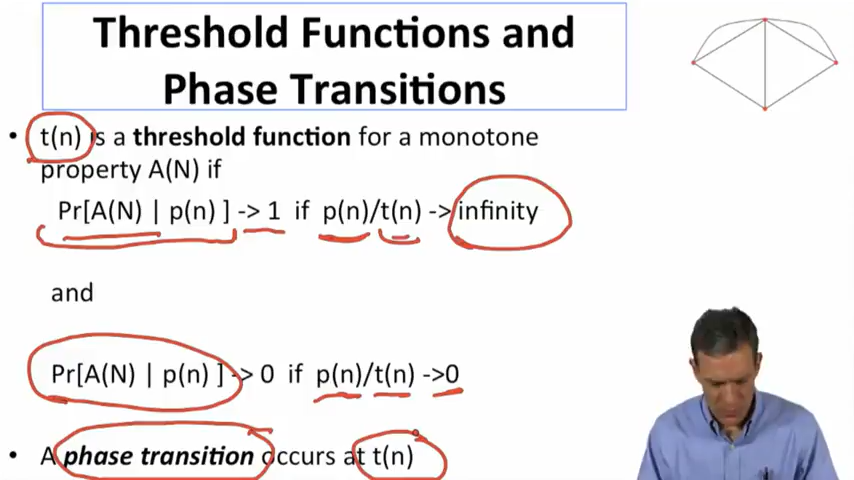 Threshold Functions and
Phase Transitions
• t(n) is a threshold function for a monotone
property A(N) if
Pr[A(N) | p(n) ] -> 1 if p(n)/t(n) -> infinity
and
Pr[A(N) | p(n) ] -> 0 if p(n)/t(n) ->0
• A phase transition occurs at t(n)